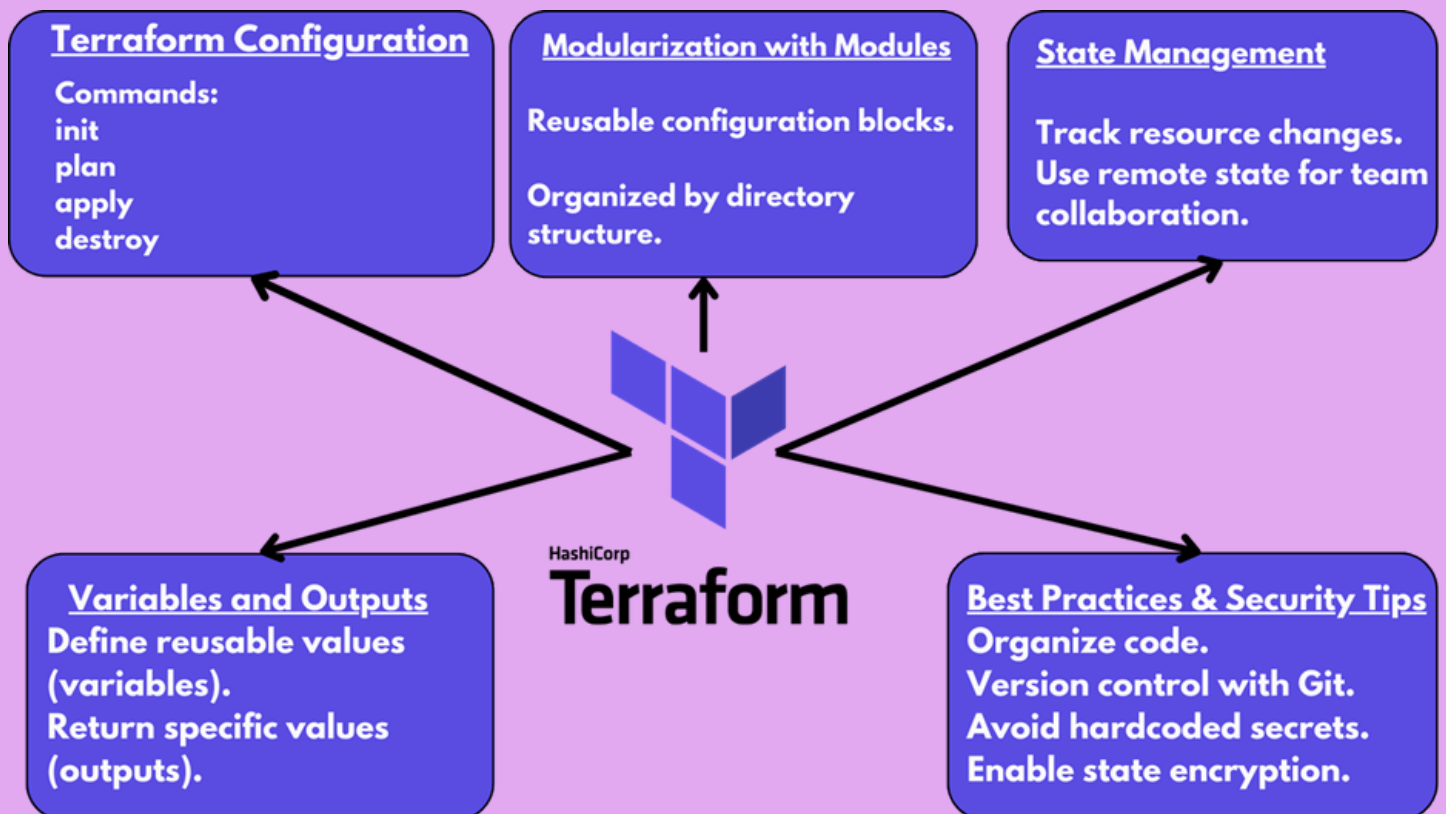 Terraform Configuration
Commands:
init
plan
apply
destroy
Modularization with Modules
Reusable configuration blocks.
Organized by directory
structure.
State Management
Track resource changes.
Use remote state for team
collaboration.
HashiCorp
Terraform
Variables and Outputs
Define reusable values
(variables).
Return specific values
(outputs).
Best Practices & Security Tips
Organize code.
Version control with Git.
Avoid hardcoded secrets.
Enable state encryption.